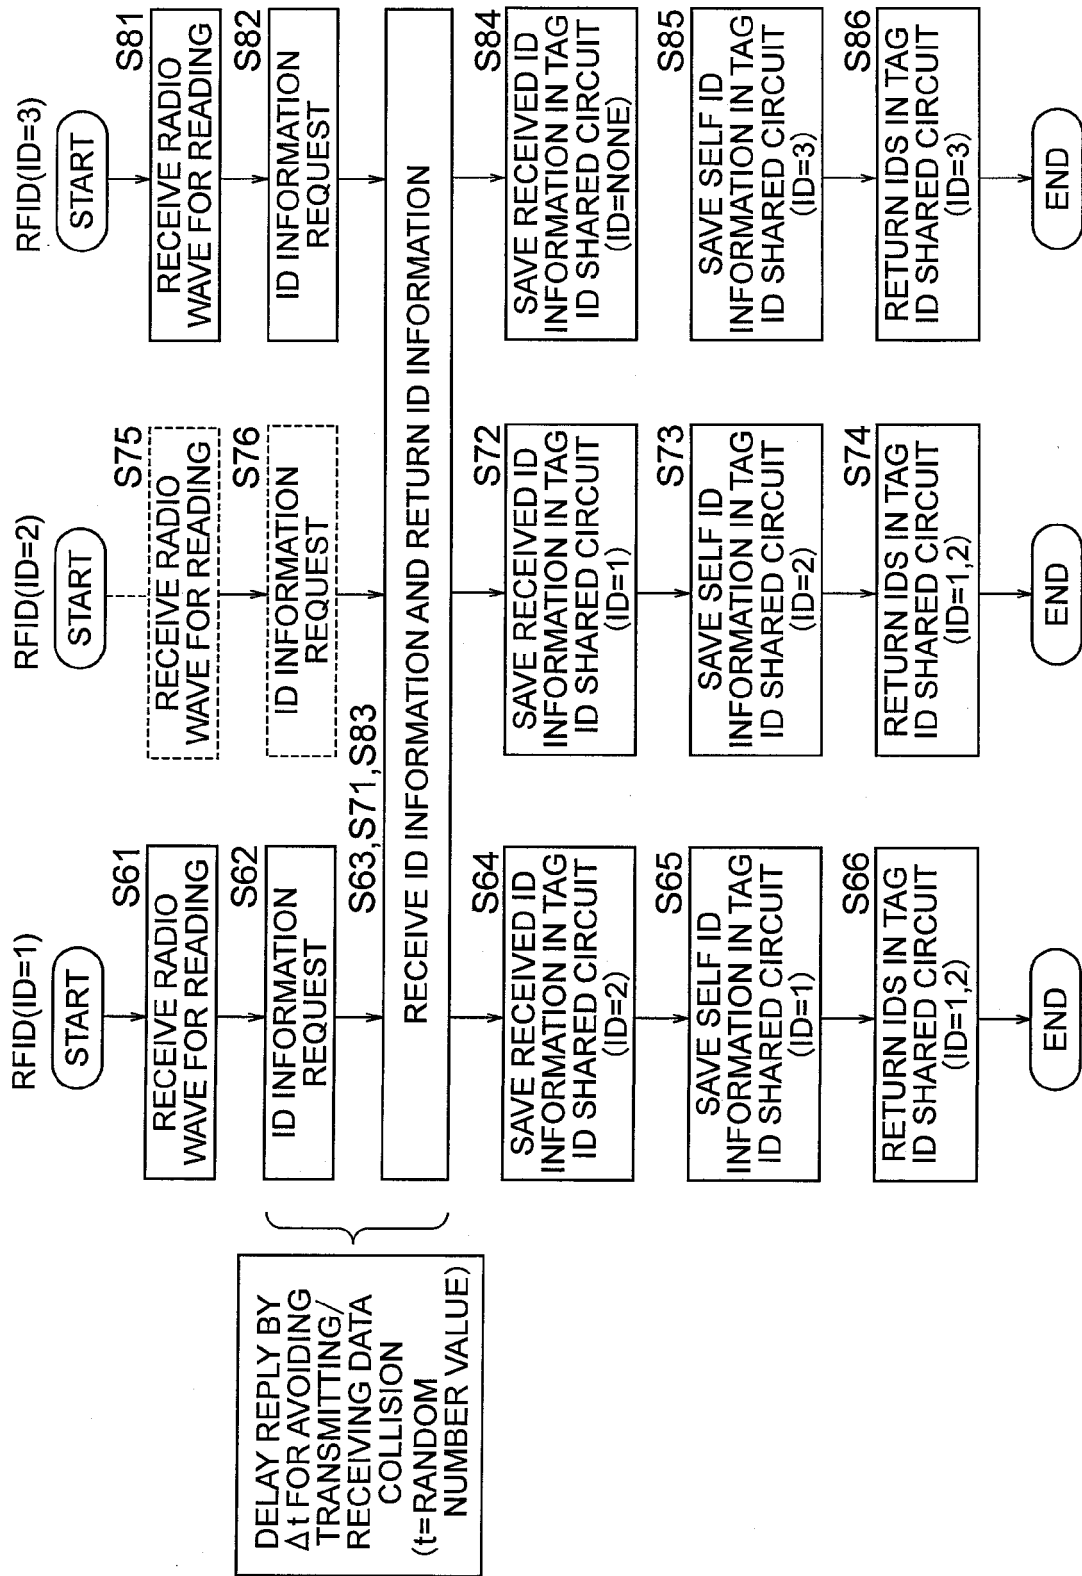 RFID(ID=1)
START
S61
RECEIVE RADIO
WAVE FOR READING
S62
ID INFORMATION
REQUEST
RFID(ID=2)
START
S75
RECEIVE RADIO
WAVE FOR READING
S76
ID INFORMATION
REQUEST
RFID(ID=3)
START
S81
RECEIVE RADIO
WAVE FOR READING
S82
ID INFORMATION
REQUEST
DELAY REPLY BY
Δt FOR AVOIDING
TRANSMITTING/
RECEIVING DATA
COLLISION
(t=RANDOM
NUMBER VALUE)
S63,S71,S83
RECEIVE ID INFORMATION AND RETURN ID INFORMATION
S64
SAVE RECEIVED ID
INFORMATION IN TAG
ID SHARED CIRCUIT
(ID=2)
S65
SAVE SELF ID
INFORMATION IN TAG
ID SHARED CIRCUIT
(ID=1)
S66
RETURN IDS IN TAG
ID SHARED CIRCUIT
(ID=1,2)
END
S72
SAVE RECEIVED ID
INFORMATION IN TAG
ID SHARED CIRCUIT
(ID=1)
S73
SAVE SELF ID
INFORMATION IN TAG
ID SHARED CIRCUIT
(ID=2)
S74
RETURN IDS IN TAG
ID SHARED CIRCUIT
(ID=1,2)
END
S84
SAVE RECEIVED ID
INFORMATION IN TAG
ID SHARED CIRCUIT
(ID=NONE)
S85
SAVE SELF ID
INFORMATION IN TAG
ID SHARED CIRCUIT
(ID=3)
S86
RETURN IDS IN TAG
ID SHARED CIRCUIT
(ID=3)
END